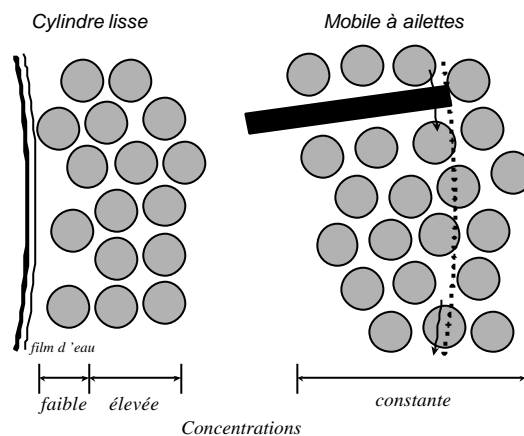 Cylindre lisse
Mobile à ailettes
film d 'eau
faible
élevée
constante
Concentrations